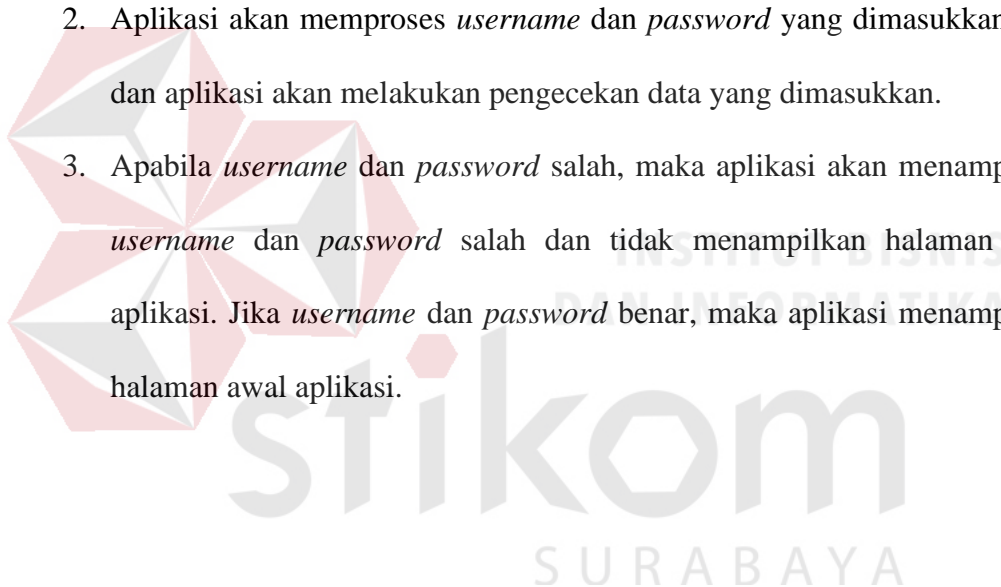 2. Aplikasi akan memproses username dan password yang dimasukkan
dan aplikasi akan melakukan pengecekan data yang dimasukkan.
3. Apabila username dan password salah, maka aplikasi akan menamp
username dan password salah dan tidak menampilkan halaman
INSTITUT BISNIS
aplikasi. Jika username dan password benar, maka aplikasi menamp
DAN INFORMATIKA
halaman awal aplikasi.
stikom
SURABAYA